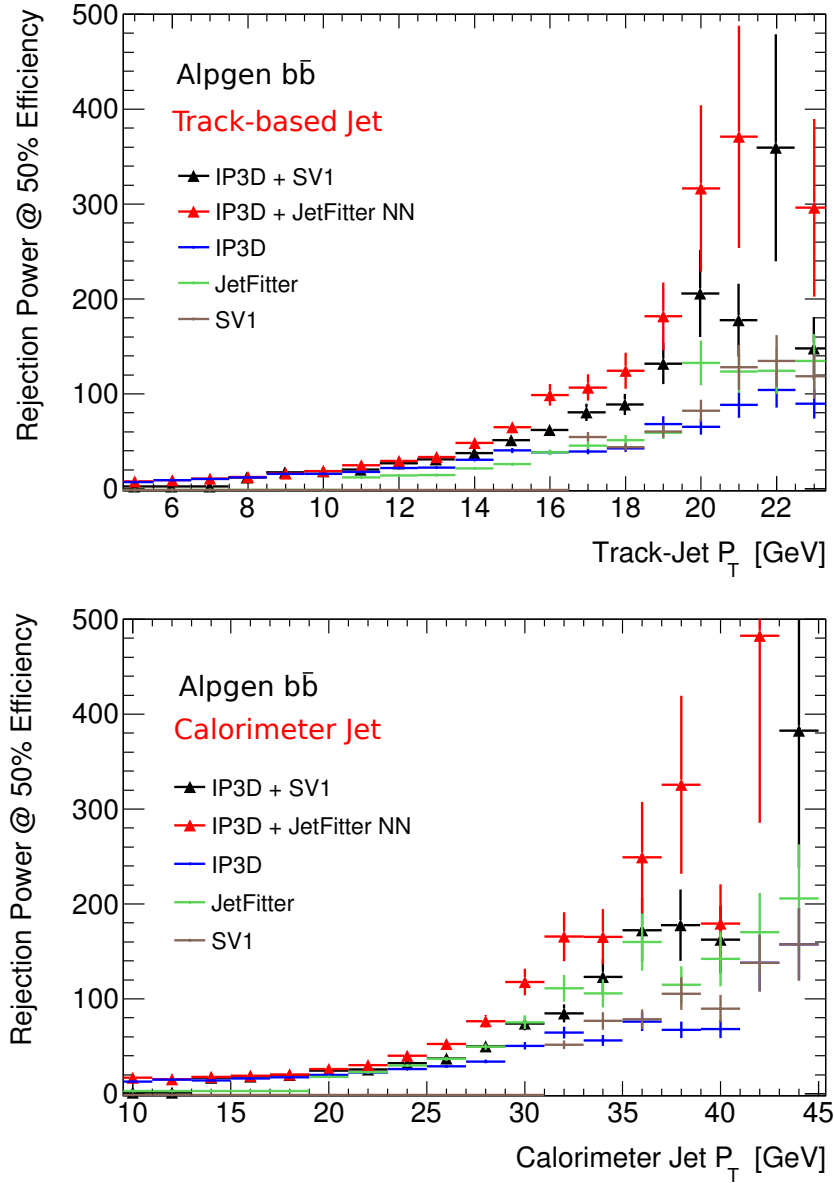 500
400
300
200
100
0
Rejection Power @ 50% Efficiency
Alpgen bb̄
Track-based Jet
IP3D + SV1
IP3D + JetFitter NN
IP3D
JetFitter
SV1
6 8 10 12 14 16 18 20 22
Track-Jet P_T [GeV]
500
400
300
200
100
0
Rejection Power @ 50% Efficiency
Alpgen bb̄
Calorimeter Jet
IP3D + SV1
IP3D + JetFitter NN
IP3D
JetFitter
SV1
10 15 20 25 30 35 40 45
Calorimeter Jet P_T [GeV]